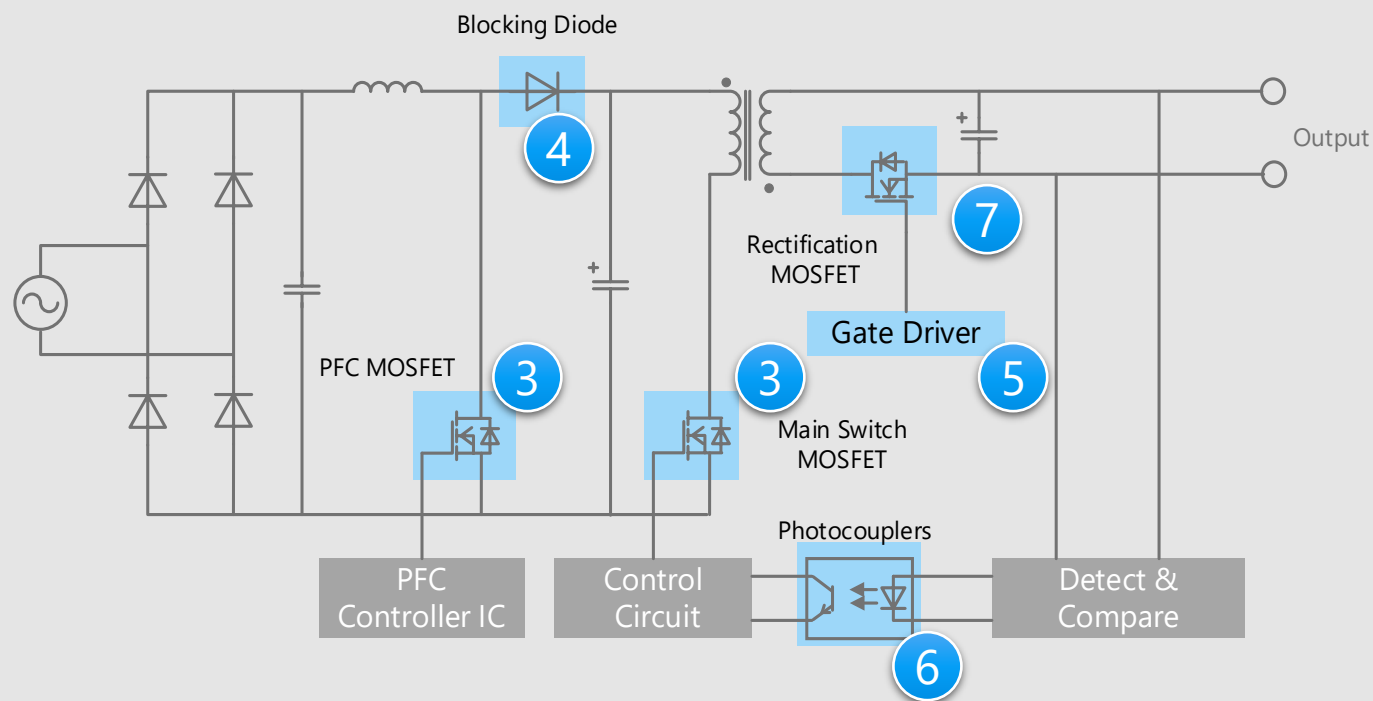 Blocking Diode
4
Output
7
Rectification
MOSFET
Gate Driver
5
PFC MOSFET
3
3
Main Switch
MOSFET
Photocouplers
PFC
Controller IC
Control
Circuit
Detect &
Compare
6